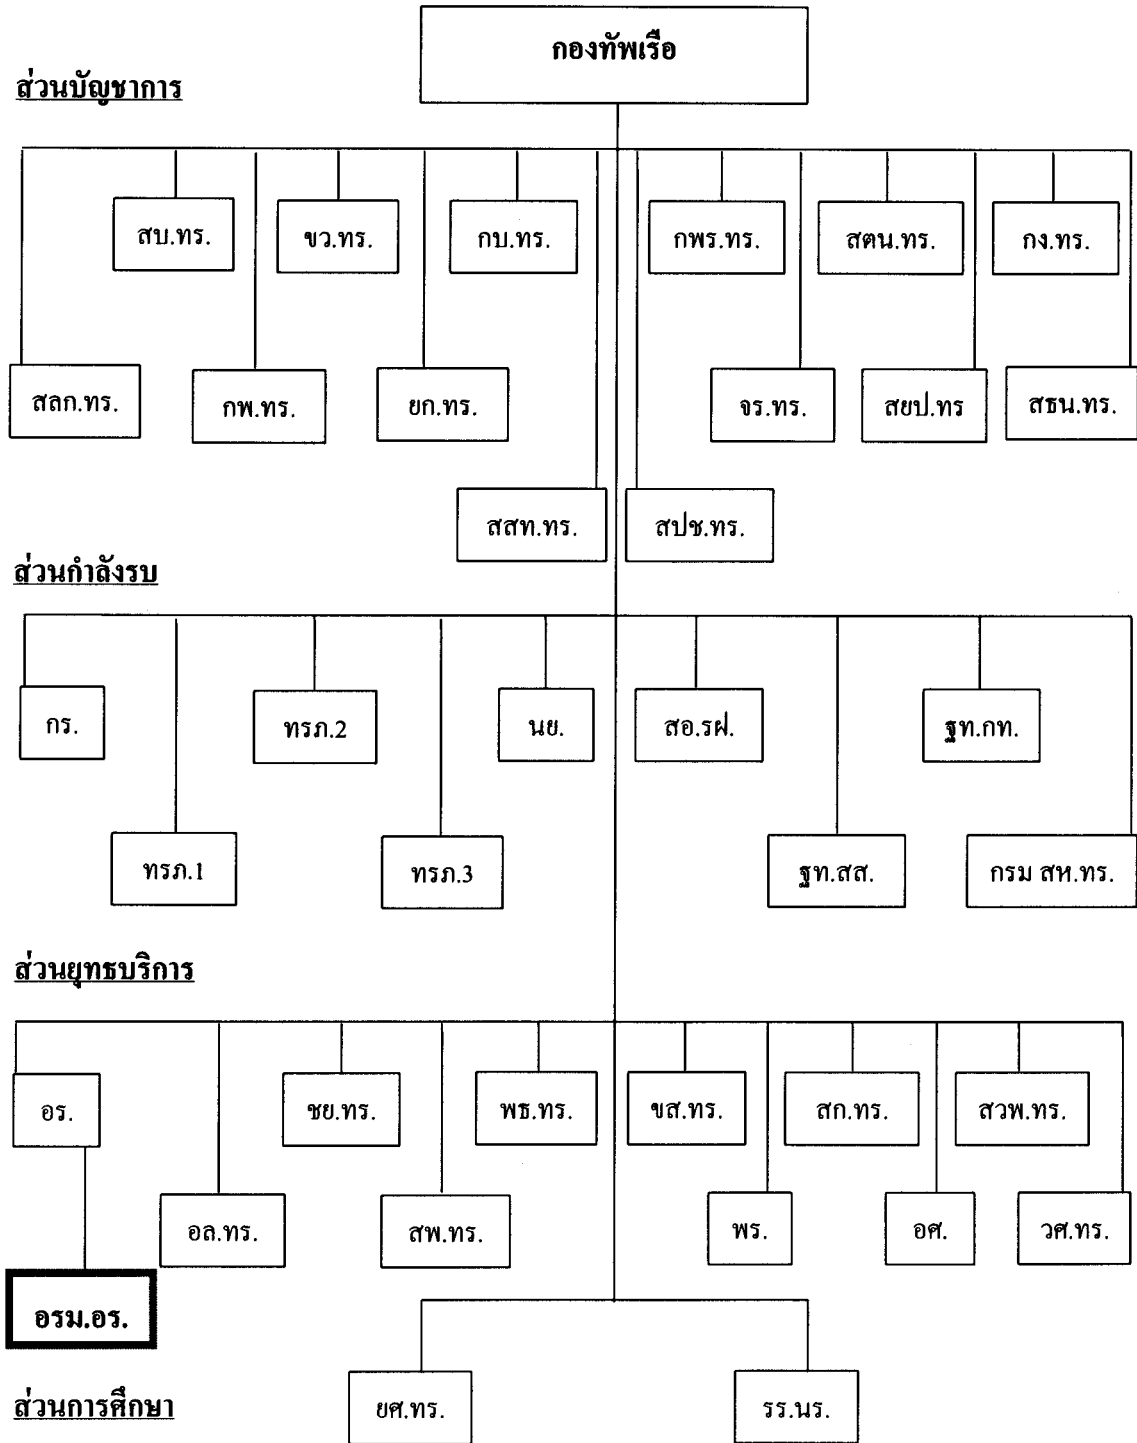 กองทัพเรือ
ส่วนบัญชาการ
สบ.ทร.
ขว.ทร.
กบ.ทร.
กพร.ทร.
สตน.ทร.
กง.ทร.
สลก.ทร.
กพ.ทร.
ยก.ทร.
จร.ทร.
สยป.ทร
สธน.ทร.
สสท.ทร.
สปช.ทร.
ส่วนกำลังรบ
กร.
ทรภ.2
นย.
สอ.รฝ.
ฐท.กท.
ทรภ.1
ทรภ.3
ฐท.สส.
กรม สห.ทร.
ส่วนยุทธบริการ
อร.
ชย.ทร.
พธ.ทร.
ขส.ทร.
สก.ทร.
สวพ.ทร.
อล.ทร.
สพ.ทร.
พร.
อศ.
วศ.ทร.
อรม.อร.
ส่วนการศึกษา
ยศ.ทร.
รร.นร.